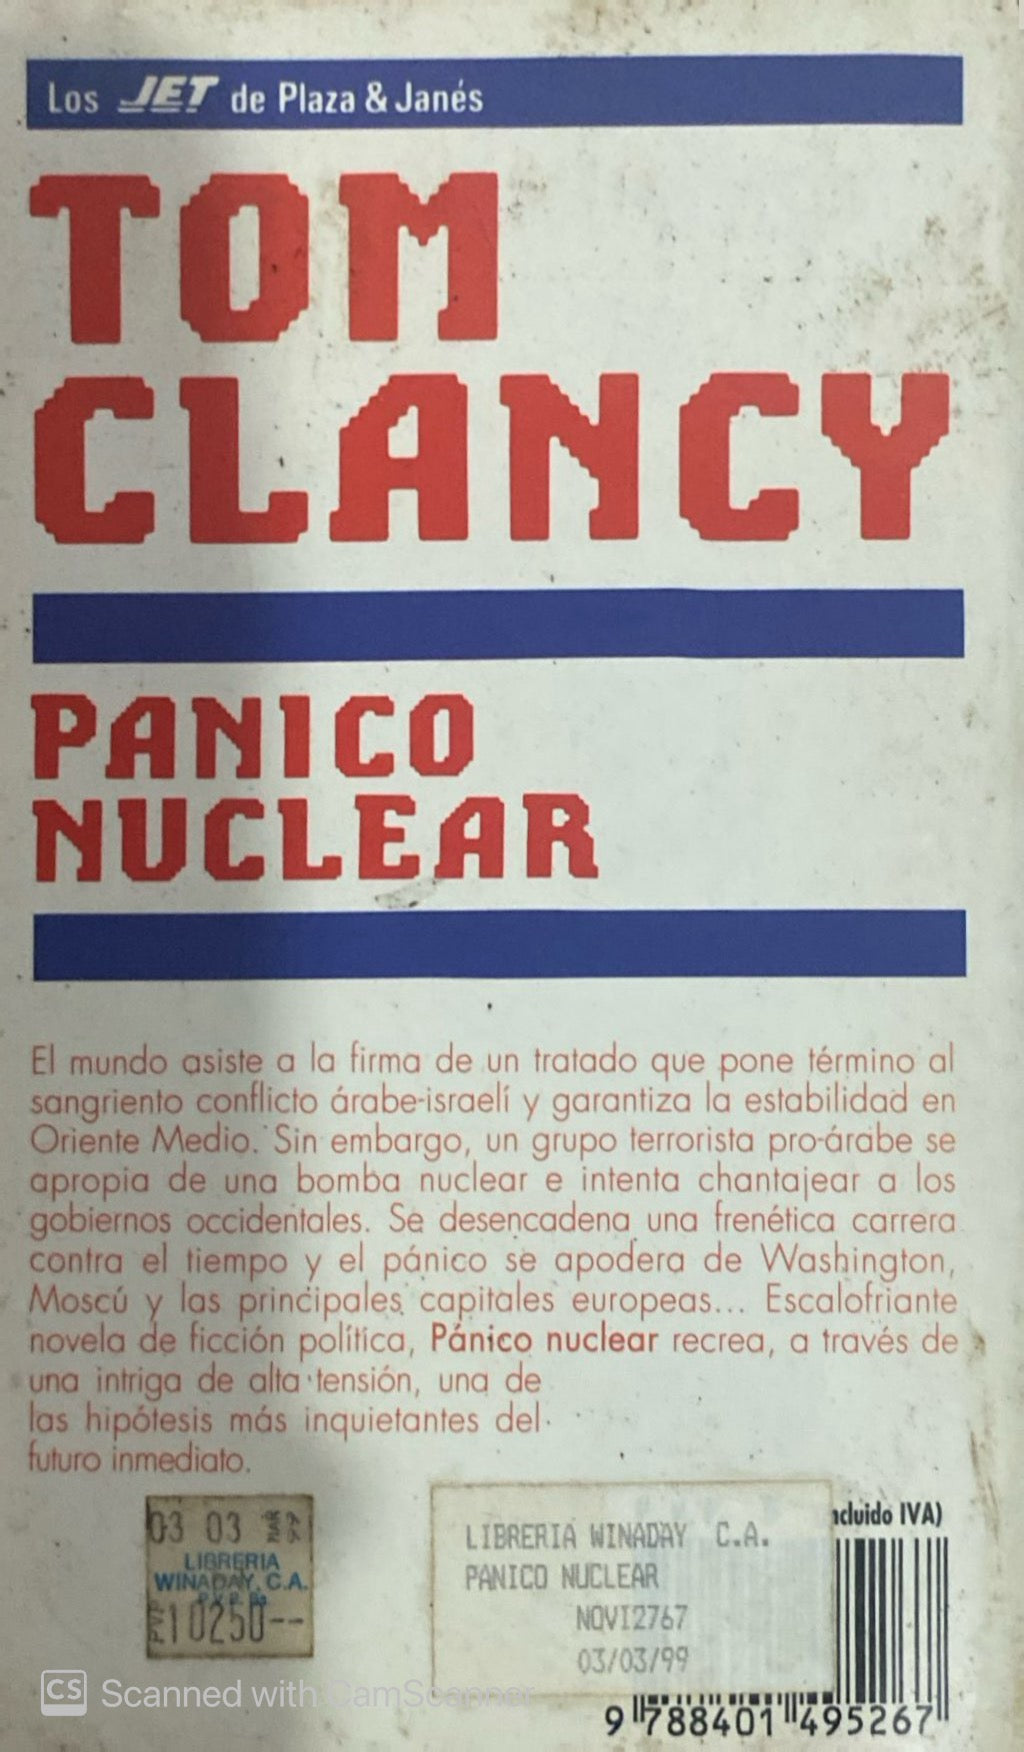 Los JET de Plaza & Janés
TOM
CLANCY
PANICO
NUCLEAR
El mundo asiste a la firma de un tratado que pone término al
sangriento conflicto árabe-israelí y garantiza la estabilidad en
Oriente Medio. Sin embargo, un grupo terrorista pro-árabe se
apropia de una bomba nuclear e intenta chantajear a los
gobiernos occidentales. Se desencadena una frenética carrera
contra el tiempo y el pánico se apodera de Washington,
Moscú y las principales capitales europeas... Escalofriante
novela de ficción política, Pánico nuclear recrea, a través de
una intriga de alta tensión, una de
las hipótesis más inquietantes del
futuro inmediato.
03 03 MAR
LIBRERIA
WINADAY, C.A.
PVP 10250--
LIBRERIA WINADAY C.A.
PANICO NUCLEAR
NOVI2767
03/03/99
IVA)
9 788401 495267
CS Scanned with CamScanner